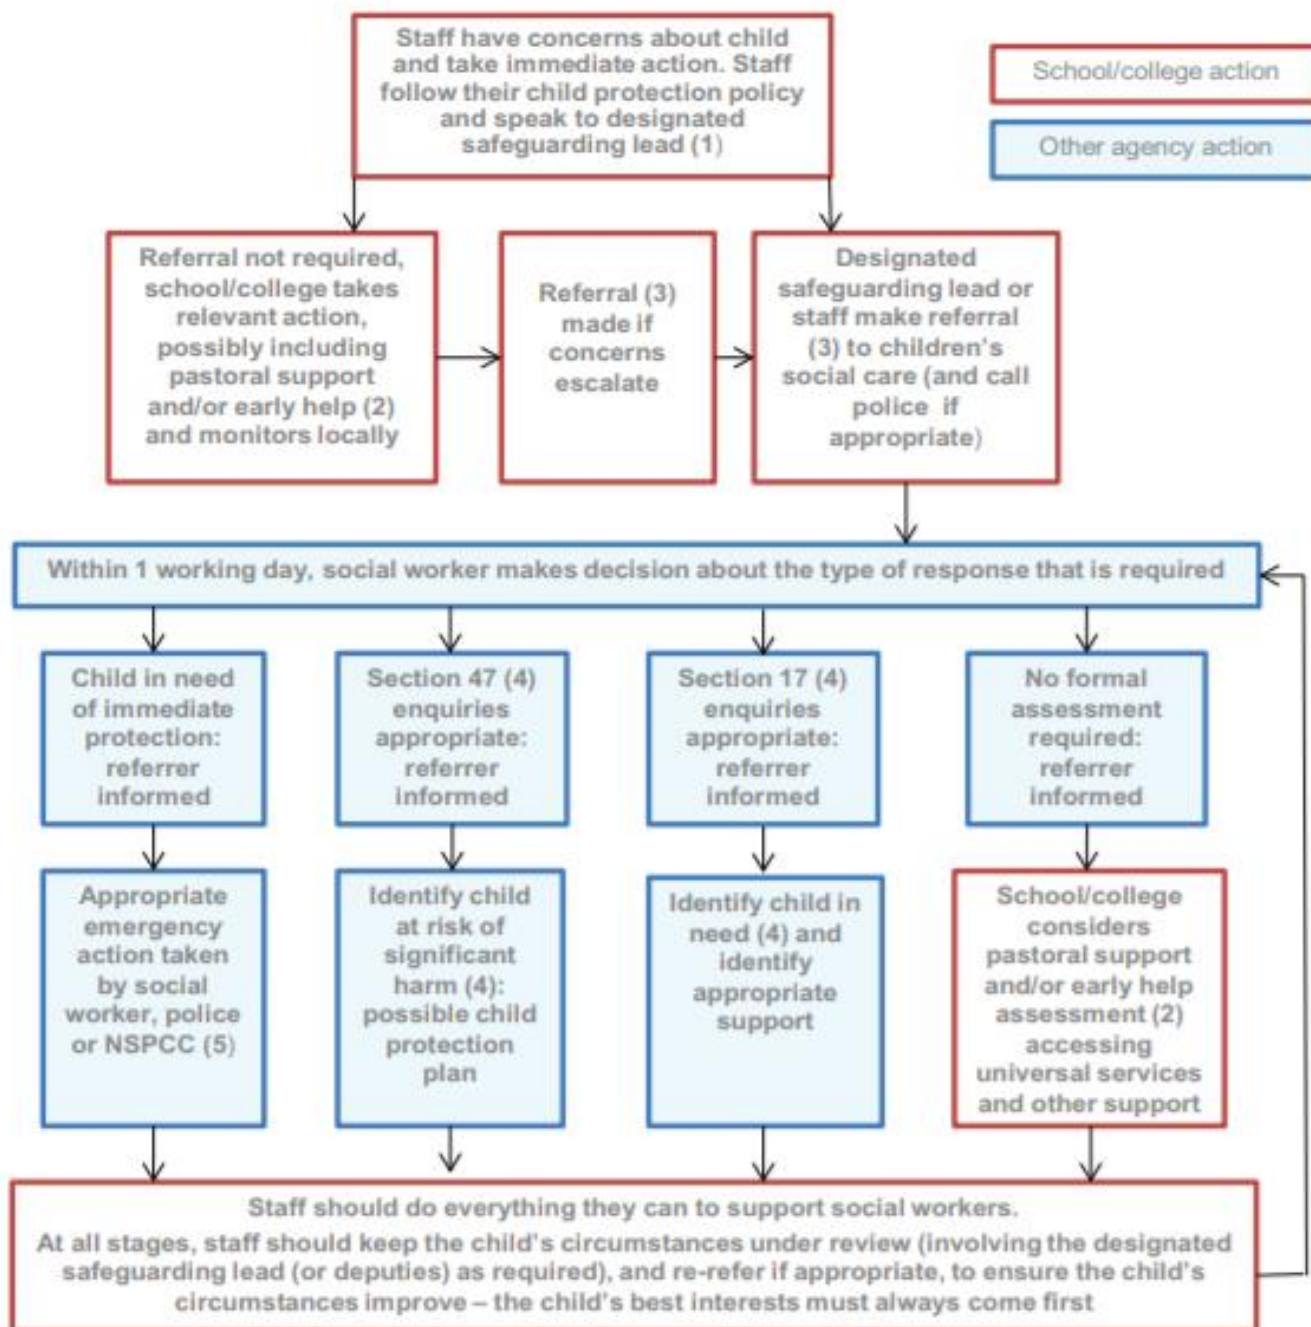 Staff have concerns about child
and take immediate action. Staff
follow their child protection policy
and speak to designated
safeguarding lead (1)
School/college action
Other agency action
Referral not required,
school/college takes
relevant action,
possibly including
pastoral support
and/or early help (2)
and monitors locally
Referral (3)
made if
concerns
escalate
Designated
safeguarding lead or
staff make referral
(3) to children's
social care (and call
police if
appropriate)
Within 1 working day, social worker makes decision about the type of response that is required
Child in need
of immediate
protection:
referrer
informed
Section 47 (4)
enquiries
appropriate:
referrer
informed
Section 17 (4)
enquiries
appropriate:
referrer
informed
No formal
assessment
required:
referrer
informed
Appropriate
emergency
action taken
by social
worker, police
or NSPCC (5)
Identify child
at risk of
significant
harm (4):
possible child
protection
plan
Identify child in
need (4) and
identify
appropriate
support
School/college
considers
pastoral support
and/or early help
assessment (2)
accessing
universal services
and other support
Staff should do everything they can to support social workers.
At all stages, staff should keep the child's circumstances under review (involving the designated
safeguarding lead (or deputies) as required), and re-refer if appropriate, to ensure the child's
circumstances improve – the child's best interests must always come first